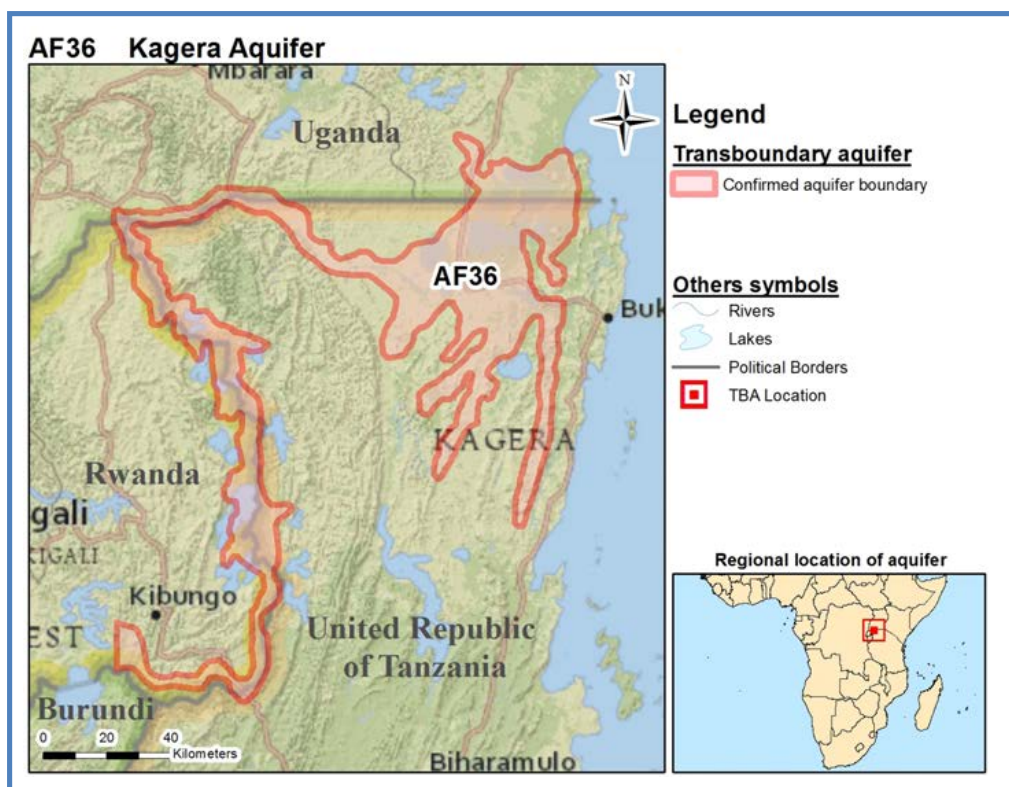 AF36 Kagera Aquifer
Mbarara
Uganda
N
AF36
Buk
KAGERA
Rwanda
gali
KIGALI
Kibungo
EST
United Republic
of Tanzania
Burundi
0 20 40
Kilometers
Biharamulo
Legend
Transboundary aquifer
Confirmed aquifer boundary
Others symbols
Rivers
Lakes
Political Borders
TBA Location
Regional location of aquifer